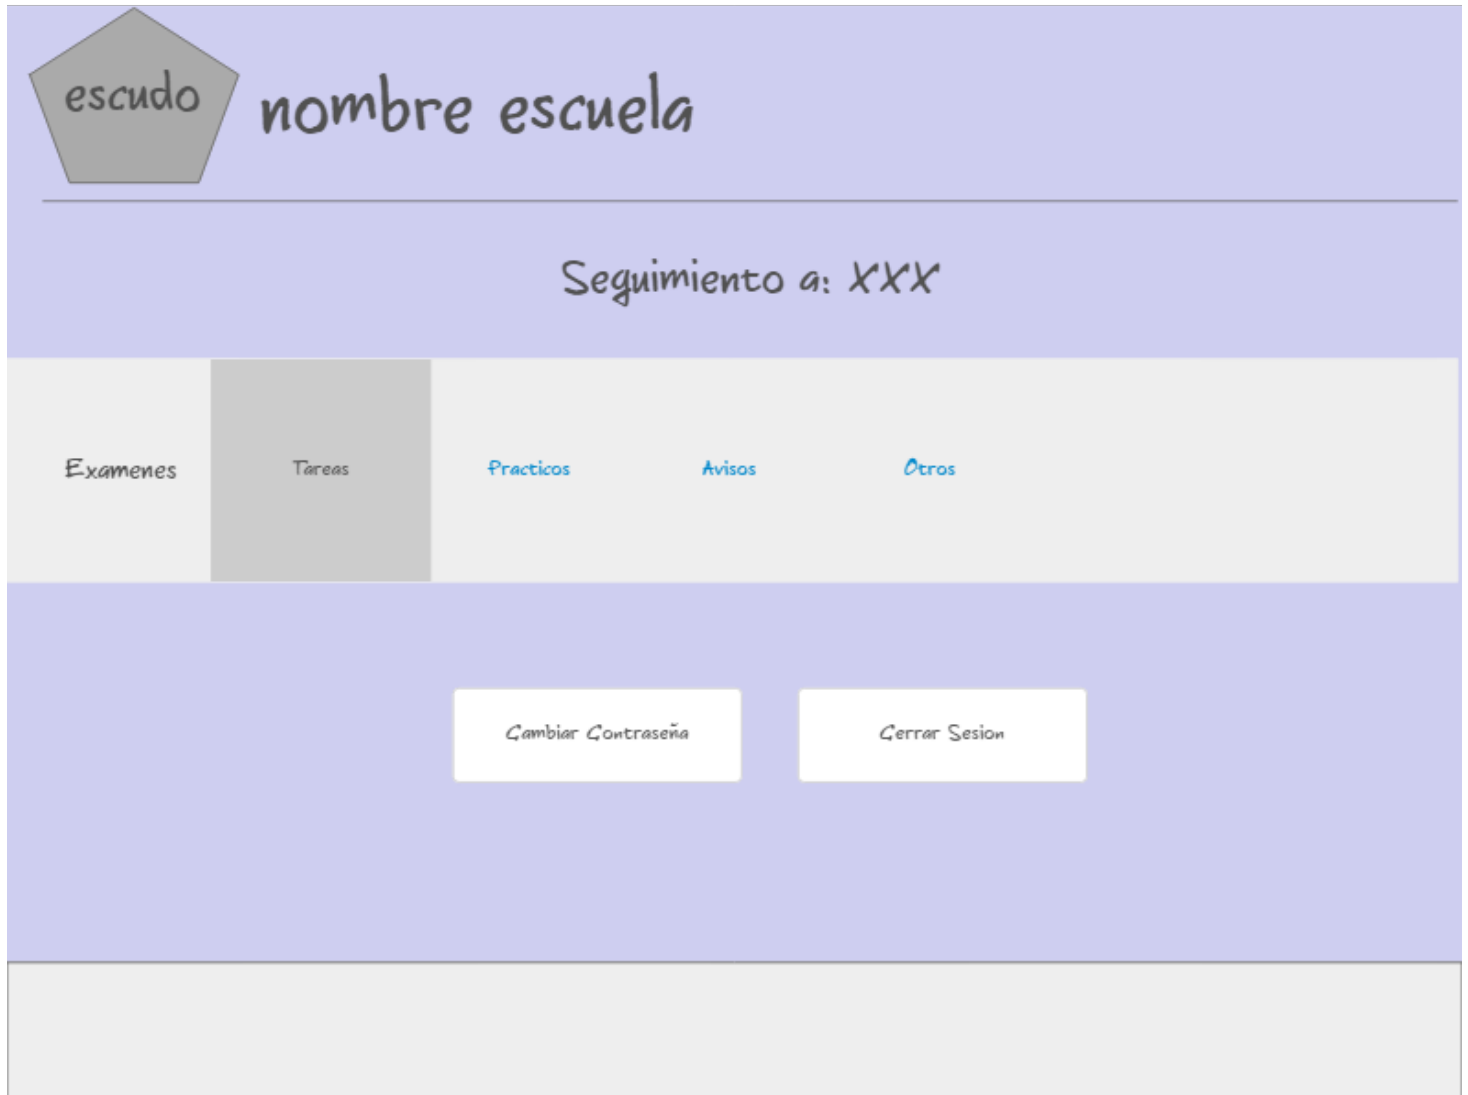 escudo
nombre escuela
Seguimiento a: XXX
Examenes Tareas Practicos Avisos Otros
Cambiar Contraseña Cerrar Sesion